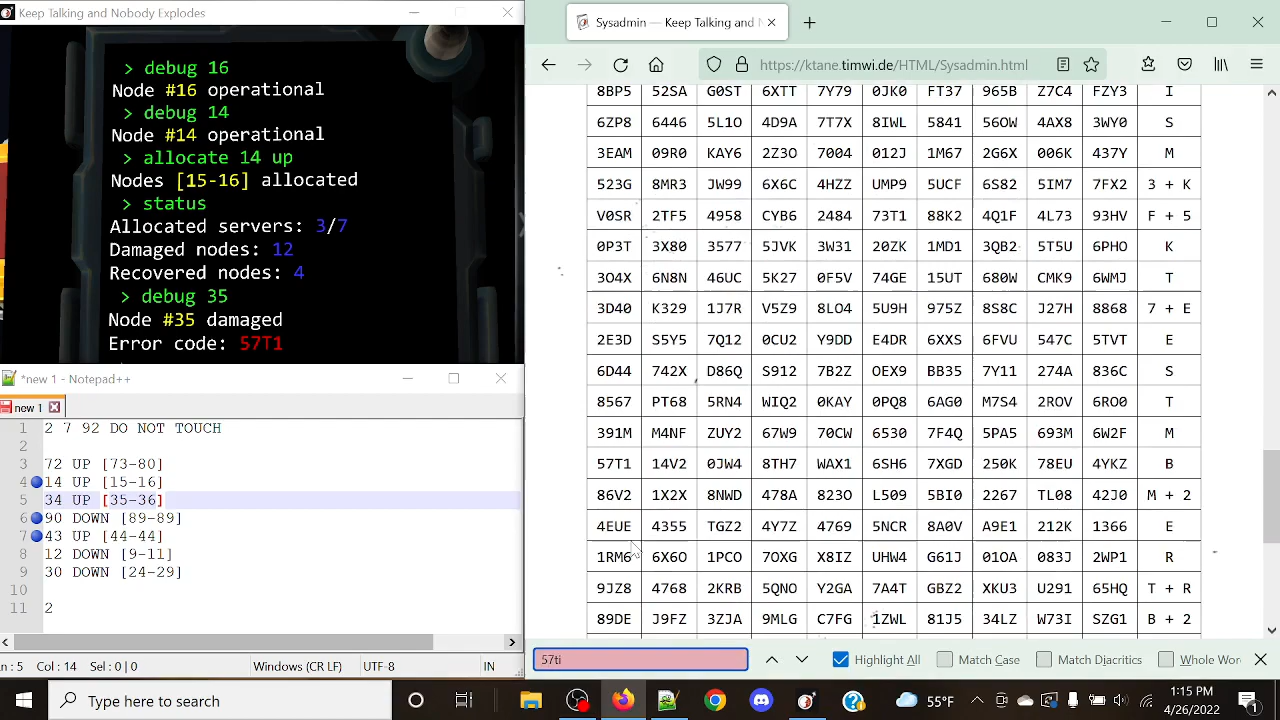 Keep Talking and Nobody Explodes
> debug 16
Node #16 operational
> debug 14
Node #14 operational
> allocate 14 up
Nodes [15-16] allocated
> status
Allocated servers: 3/7
Damaged nodes: 12
Recovered nodes: 4
> debug 35
Node #35 damaged
Error code: 57T1
*new 1 - Notepad++
new 1
1 2 7 92 DO NOT TOUCH
2
3 72 UP [73-80]
4 14 UP [15-16]
5 34 UP [35-36]
6 90 DOWN [89-89]
7 43 UP [44-44]
8 12 DOWN [9-11]
9 30 DOWN [24-29]
10
11 2
Ln : 5 Col : 14 Sel : 0 | 0 Windows (CR LF) UTF-8 IN
Sysadmin — Keep Talking and N
https://ktane.timwi.de/HTML/Sysadmin.html
8BP5 52SA G0ST 6XTT 7Y79 0JK0 FT37 965B Z7C4 FZY3 I
6ZP8 6446 5L1O 4D9A 7T7X 81WL 5841 56OW 4AX8 3WY0 S
3EAM 09R0 KAY6 2Z3O 7004 012J 1M67 2G6X 006K 437Y M
523G 8MR3 JW99 6X6C 4HZZ UMP9 5UCF 6S82 5IM7 7FX2 3 + K
V0SR 2TF5 4958 CYB6 2484 73T1 88K2 4Q1F 4L73 93HV F + 5
0P3T 3X80 3577 5JVK 3W31 20ZK 1MD1 3QB2 5T5U 6PHO K
3O4X 6N8N 46UC 5K27 0F5V 74GE 15UT 683W CMK9 6WMJ T
3D40 K329 1J7R V5Z9 8LO4 5U9H 975Z 8S8C J27H 8868 7 + E
2E3D S5Y5 7Q12 0CU2 Y9DD E4DR 6XXS 6FVU 547C 5TVT E
6D44 742X D86Q S912 7B2Z OEX9 BB35 7Y11 274A 836C S
8567 PT68 5RN4 WIQ2 0KAY 0PQ8 6AG0 M7S4 2ROV 6RO0 T
391M M4NF ZUY2 67W9 70CW 6530 7F4Q 5PA5 693M 6W2F M
57T1 14V2 0JW4 8TH7 WAX1 6SH6 7XGD 250K 78EU 4YKZ B
86V2 1X2X 8NWD 478A 823O L509 5BI0 2267 TL08 42J0 M + 2
4EUE 4355 TGZ2 4Y7Z 4769 5NCR 8A0V A9E1 212K 1366 E
1RM6 6X6O 1PCO 7OXG X8I7 UHW4 G61J 01OA 083J 2WP1 R
9JZ8 4768 2KRB 5QNO Y2GA 7A4T GBZ2 XKU3 U291 65HQ T + R
89DE J9FZ 3ZJA 9MLG C7FG 1ZWL 81J5 34LZ W73I SZG1 B + 2
57ti Highlight All Match Case Match Diacritics Whole
Type here to search
55°F
1:15 PM
4/26/2022